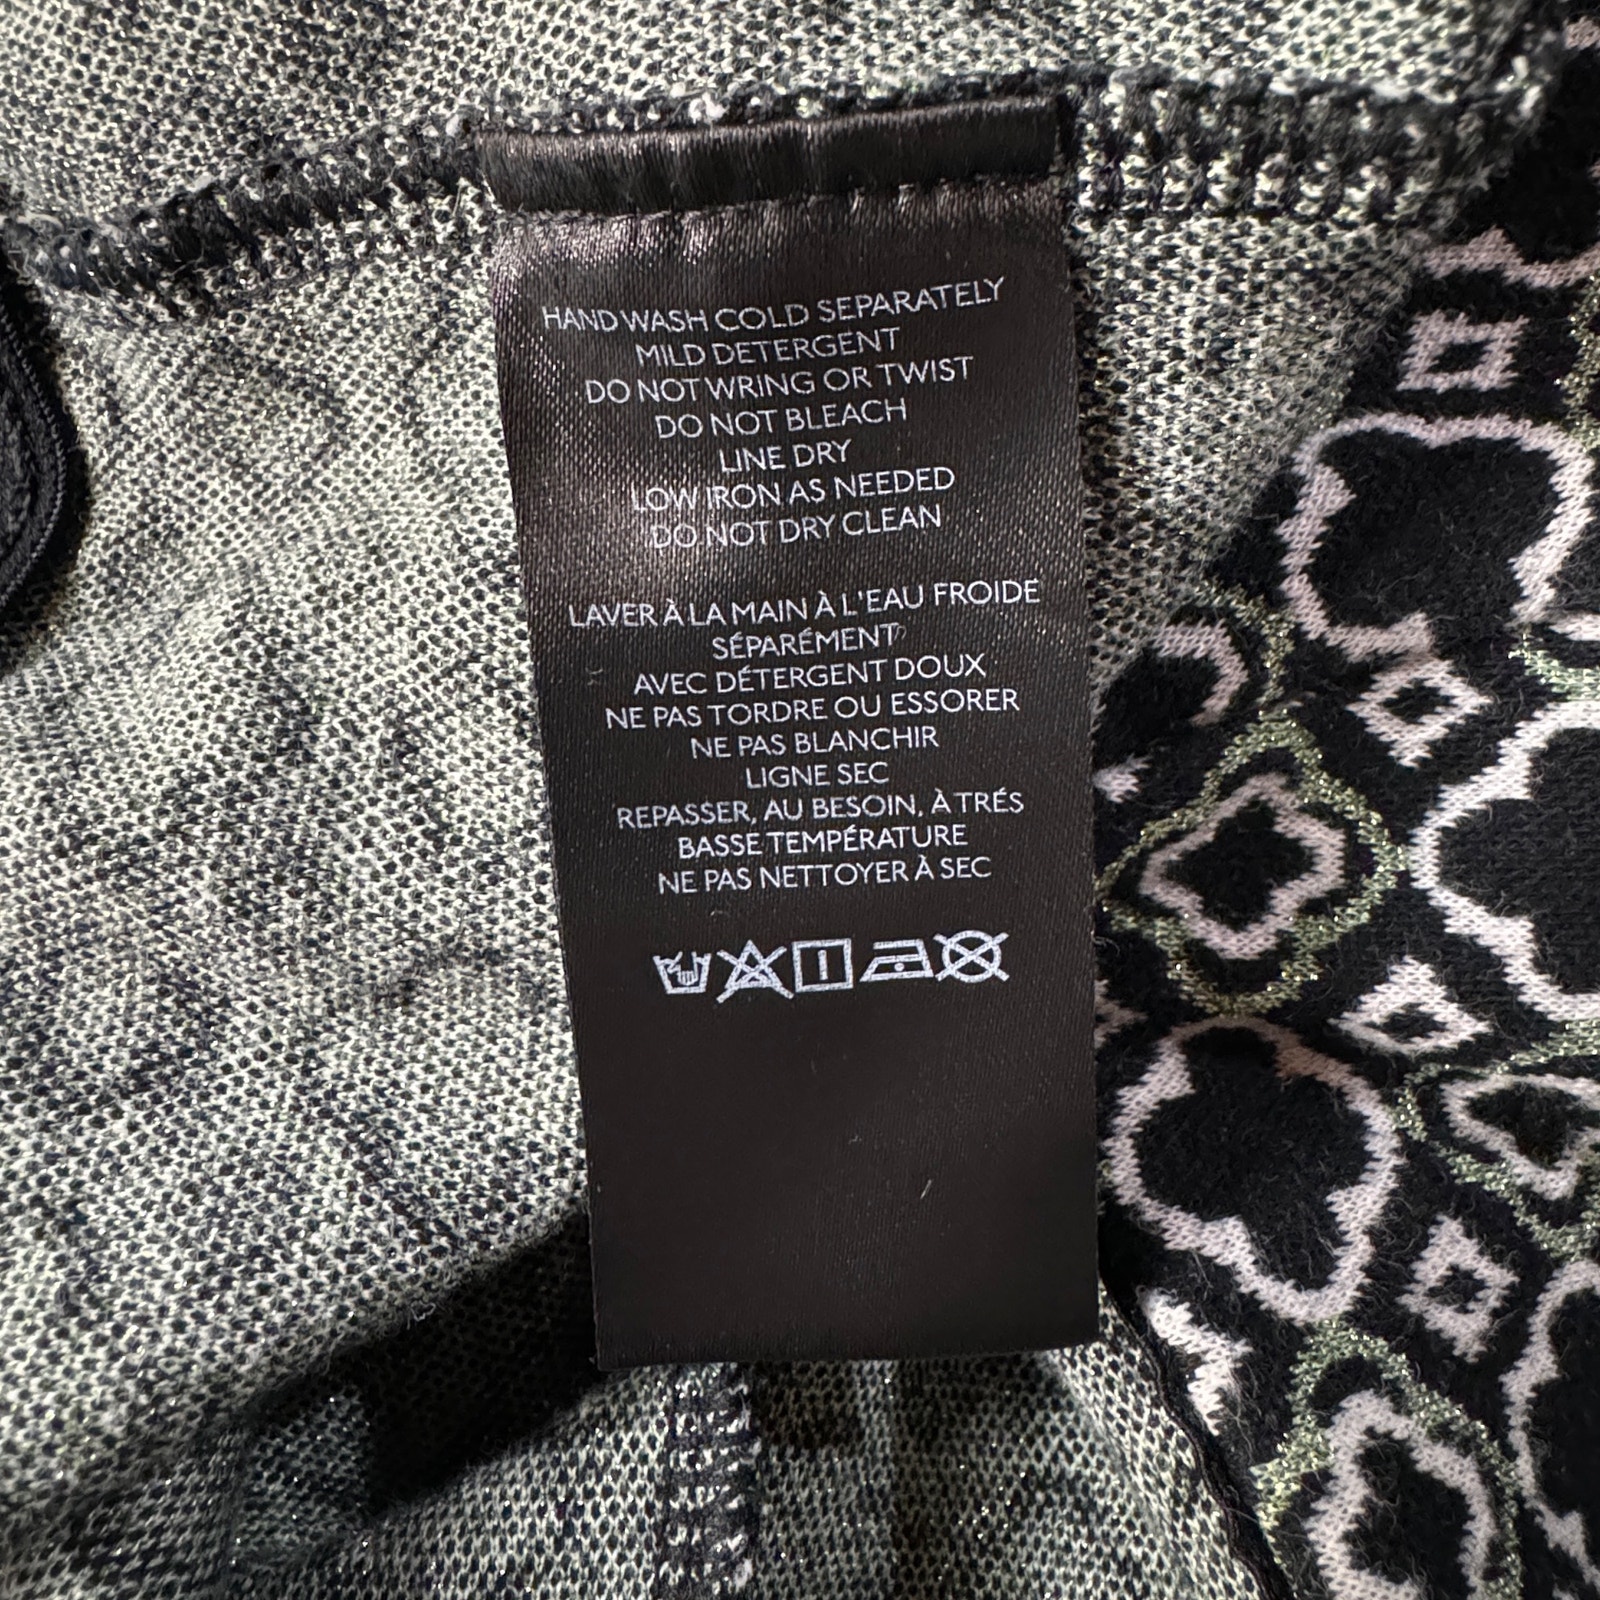 HAND WASH COLD SEPARATELY
MILD DETERGENT
DO NOT WRING OR TWIST
DO NOT BLEACH
LINE DRY
LOW IRON AS NEEDED
DO NOT DRY CLEAN
LAVER À LA MAIN À L'EAU FROIDE
SÉPARÉMENT
AVEC DÉTERGENT DOUX
NE PAS TORDRE OU ESSORER
NE PAS BLANCHIR
LIGNE SEC
REPASSER, AU BESOIN, À TRÉS
BASSE TEMPÉRATURE
NE PAS NETTOYER À SEC